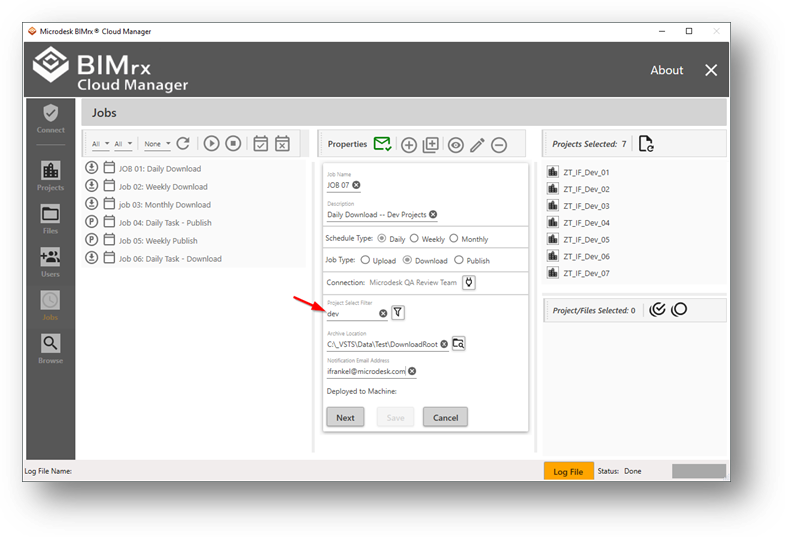 Microdesk BIMrx® Cloud Manager
BIMrx
Cloud Manager
About
Connect
Projects
Files
Users
Jobs
Browse
Jobs
All All None
JOB 01: Daily Download
Job 02: Weekly Download
job 03: Monthly Download
Job 04: Daily Task - Publish
Job 05: Weekly Publish
Job 06: Daily Task - Download
Properties
Job Name
JOB 07
Description
Daily Download -- Dev Projects
Schedule Type: Daily Weekly Monthly
Job Type: Upload Download Publish
Connection: Microdesk QA Review Team
Project Select Filter
dev
Archive Location
C:\_VSTS\Data\Test\DownloadRoot
Notification Email Address
ifrankel@microdesk.com
Deployed to Machine:
Next Save Cancel
Projects Selected: 7
ZT_IF_Dev_01
ZT_IF_Dev_02
ZT_IF_Dev_03
ZT_IF_Dev_04
ZT_IF_Dev_05
ZT_IF_Dev_06
ZT_IF_Dev_07
Project/Files Selected: 0
Log File Name:
Log File Status: Done